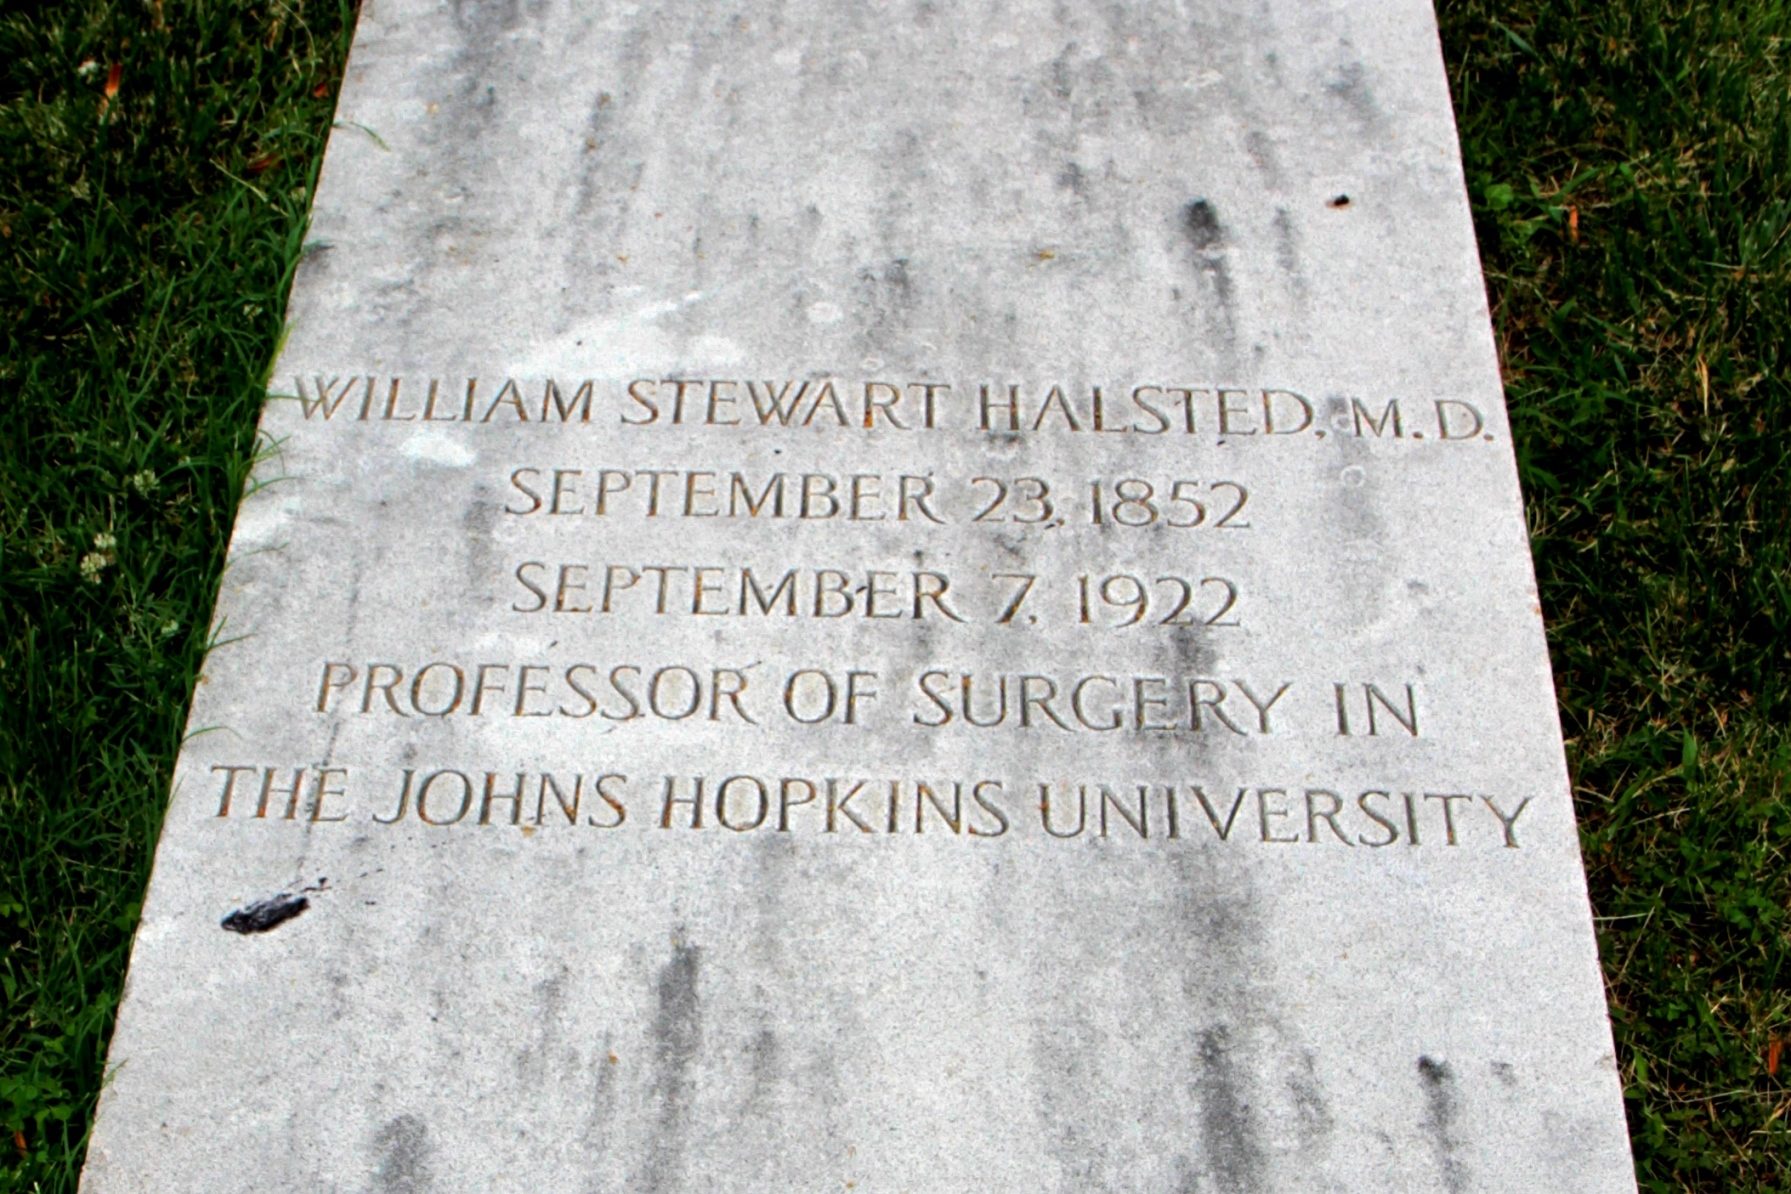 WILLIAM STEWART HALSTED, M.D.
SEPTEMBER 23, 1852
SEPTEMBER 7, 1922
PROFESSOR OF SURGERY IN
THE JOHNS HOPKINS UNIVERSITY